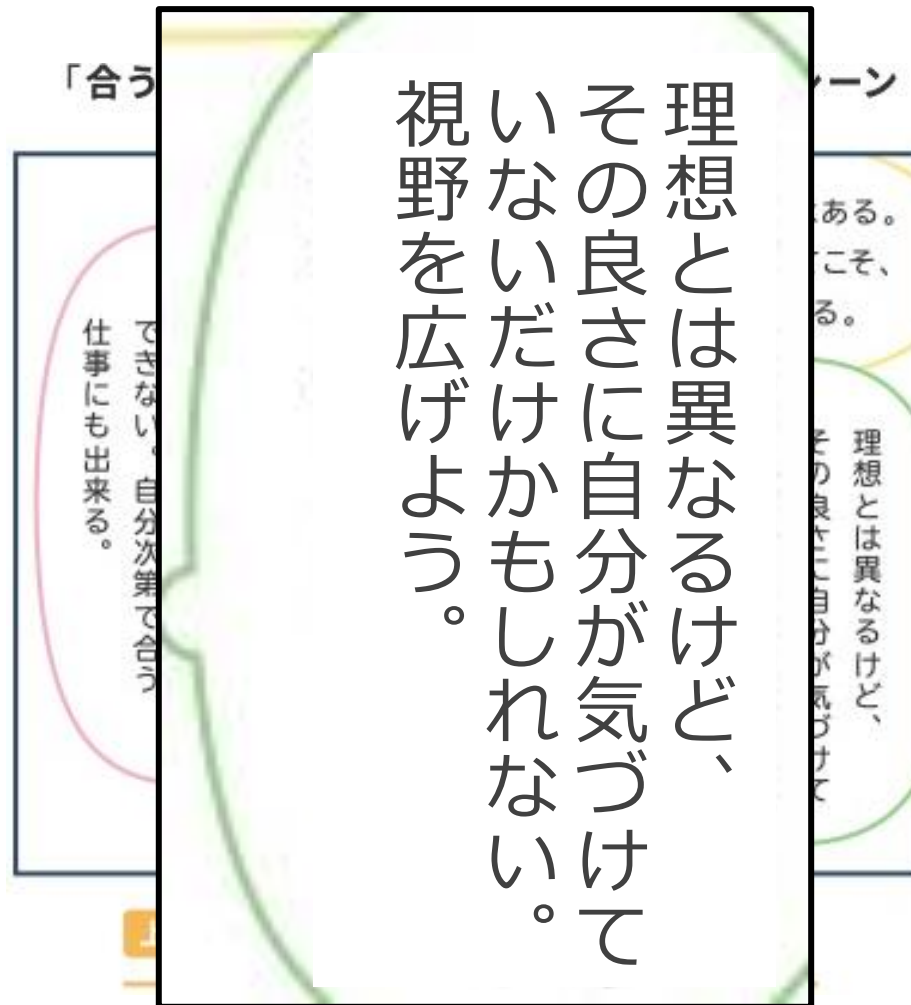 「合う
ーン
ある。
こそ、
る。
理想とは異なるけど、
その良さに自分が気づけて
いないだけかもしれない。
視野を広げよう。
理想とは異なるけど、
その良さに自分が気づけて
できない。自分次第で合う
仕事にも出来る。